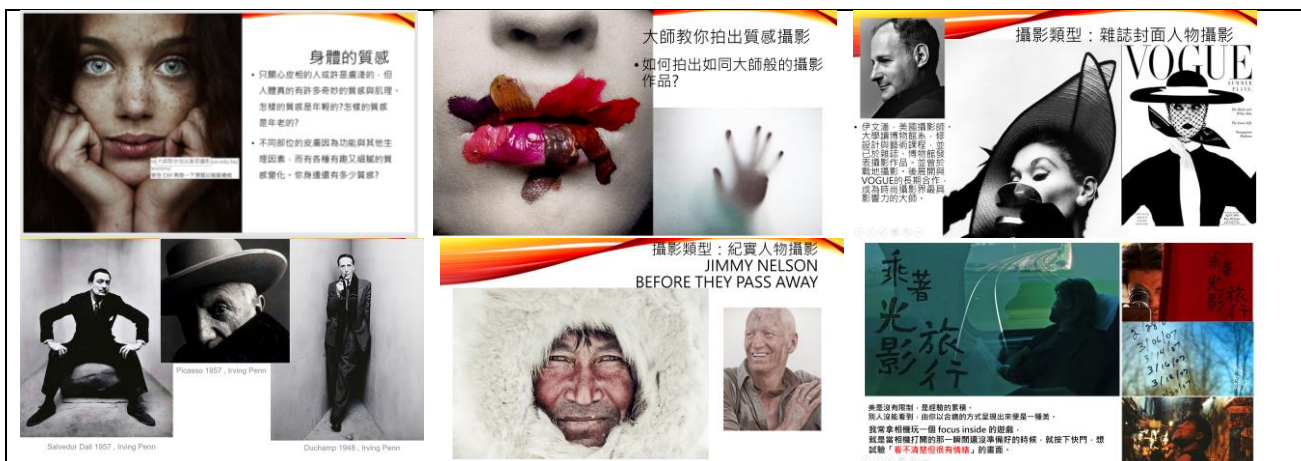 身體的質感
• 只關心皮相的人或許是膚淺的，但
人體真的有許多奇妙的質感與肌理。
怎樣的質感是年輕的?怎樣的質感
是年老的?
• 不同部位的皮膚因為功能與其他生
理因素，而有各種有趣又細膩的質
感變化。你身邊還有多少質感?
大師教你拍出質感攝影
•如何拍出如同大師般的攝影
作品?
攝影類型：雜誌封面人物攝影
• 伊文潘，美國攝影師。
大學讀博物館系，修
設計與藝術課程，並
已於雜誌、博物館發
表攝影作品。並曾於
戰地攝影。後展開與
VOGUE的長期合作，
成為時尚攝影界最具
影響力的大師。
VOGUE
Picasso 1957 , Irving Penn
Salvedor Dali 1957 , Irving Penn
Duchamp 1948 , Irving Penn
攝影類型：紀實人物攝影
JIMMY NELSON
BEFORE THEY PASS AWAY
乘著光影旅行
乘著
光影
旅行
3/06/07
美是沒有限制，是經驗的累積。
別人沒能看到，由你以合適的方式呈現出來便是一種美。
我常拿相機玩一個 focus inside 的遊戲，
就是當相機打開的那一瞬間還沒準備好的時候，就按下快門，想
試驗「看不清楚但很有情緒」的畫面。